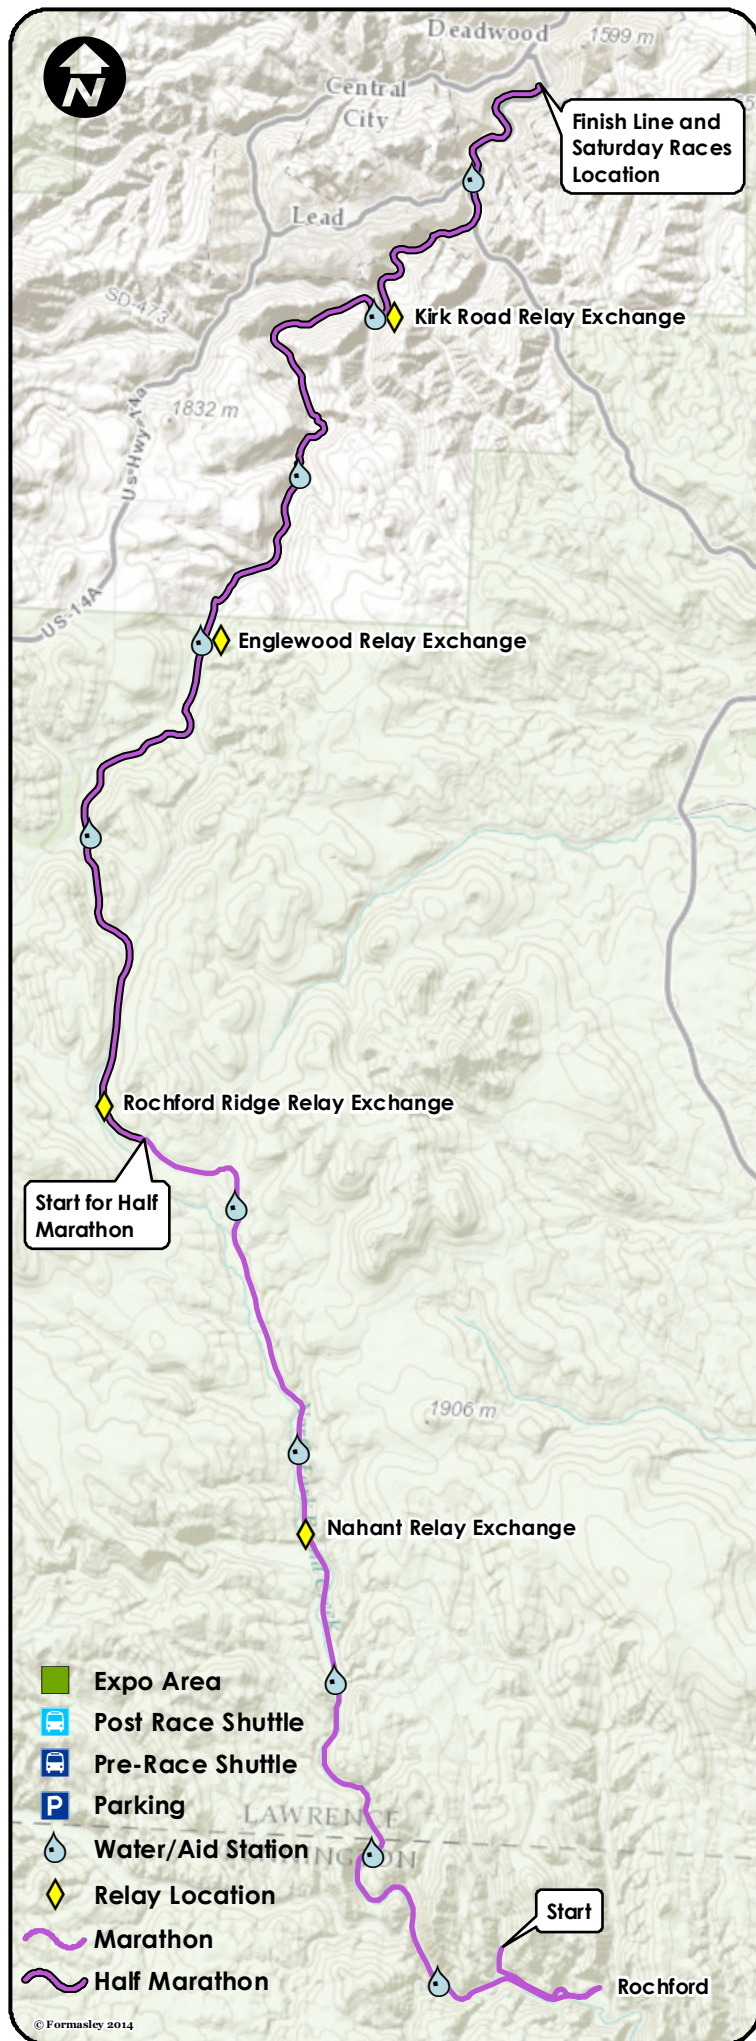 Deadwood
1599 m
N
Central
City
Finish Line and
Saturday Races
Location
Lead
SD-473
Kirk Road Relay Exchange
1832 m
Us Hwy 14a
US-14A
Englewood Relay Exchange
Rochford Ridge Relay Exchange
Start for Half
Marathon
1906 m
Nahant Relay Exchange
Expo Area
Post Race Shuttle
Pre-Race Shuttle
P
Parking
LAWRENCE
Water/Aid Station
Relay Location
Start
Marathon
Half Marathon
Rochford
© Formasley 2014